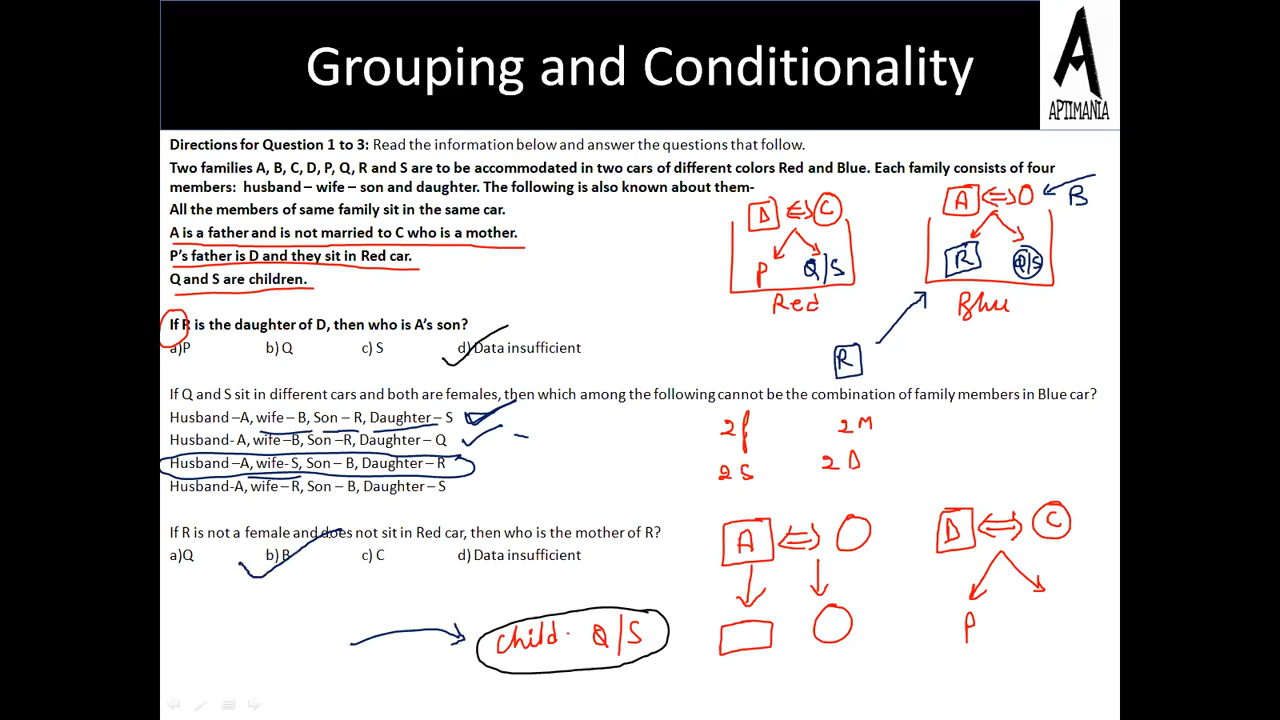 Grouping and Conditionality
A
APTIMANIA
Directions for Question 1 to 3: Read the information below and answer the questions that follow.
Two families A, B, C, D, P, Q, R and S are to be accommodated in two cars of different colors Red and Blue. Each family consists of four
members: husband – wife – son and daughter. The following is also known about them-
All the members of same family sit in the same car.
A is a father and is not married to C who is a mother.
P's father is D and they sit in Red car.
Q and S are children.
D C
P Q/S
Red
A B
R Q/S
Blue
R
If R is the daughter of D, then who is A's son?
a)P b) Q c) S d) Data insufficient
If Q and S sit in different cars and both are females, then which among the following cannot be the combination of family members in Blue car?
Husband –A, wife – B, Son – R, Daughter – S
Husband- A, wife –B, Son –R, Daughter – Q
Husband –A, wife- S, Son – B, Daughter – R
Husband-A, wife – R, Son – B, Daughter – S
2f 2M
2S 2D
If R is not a female and does not sit in Red car, then who is the mother of R?
a)Q b) B c) C d) Data insufficient
A D C
P
child. Q/S